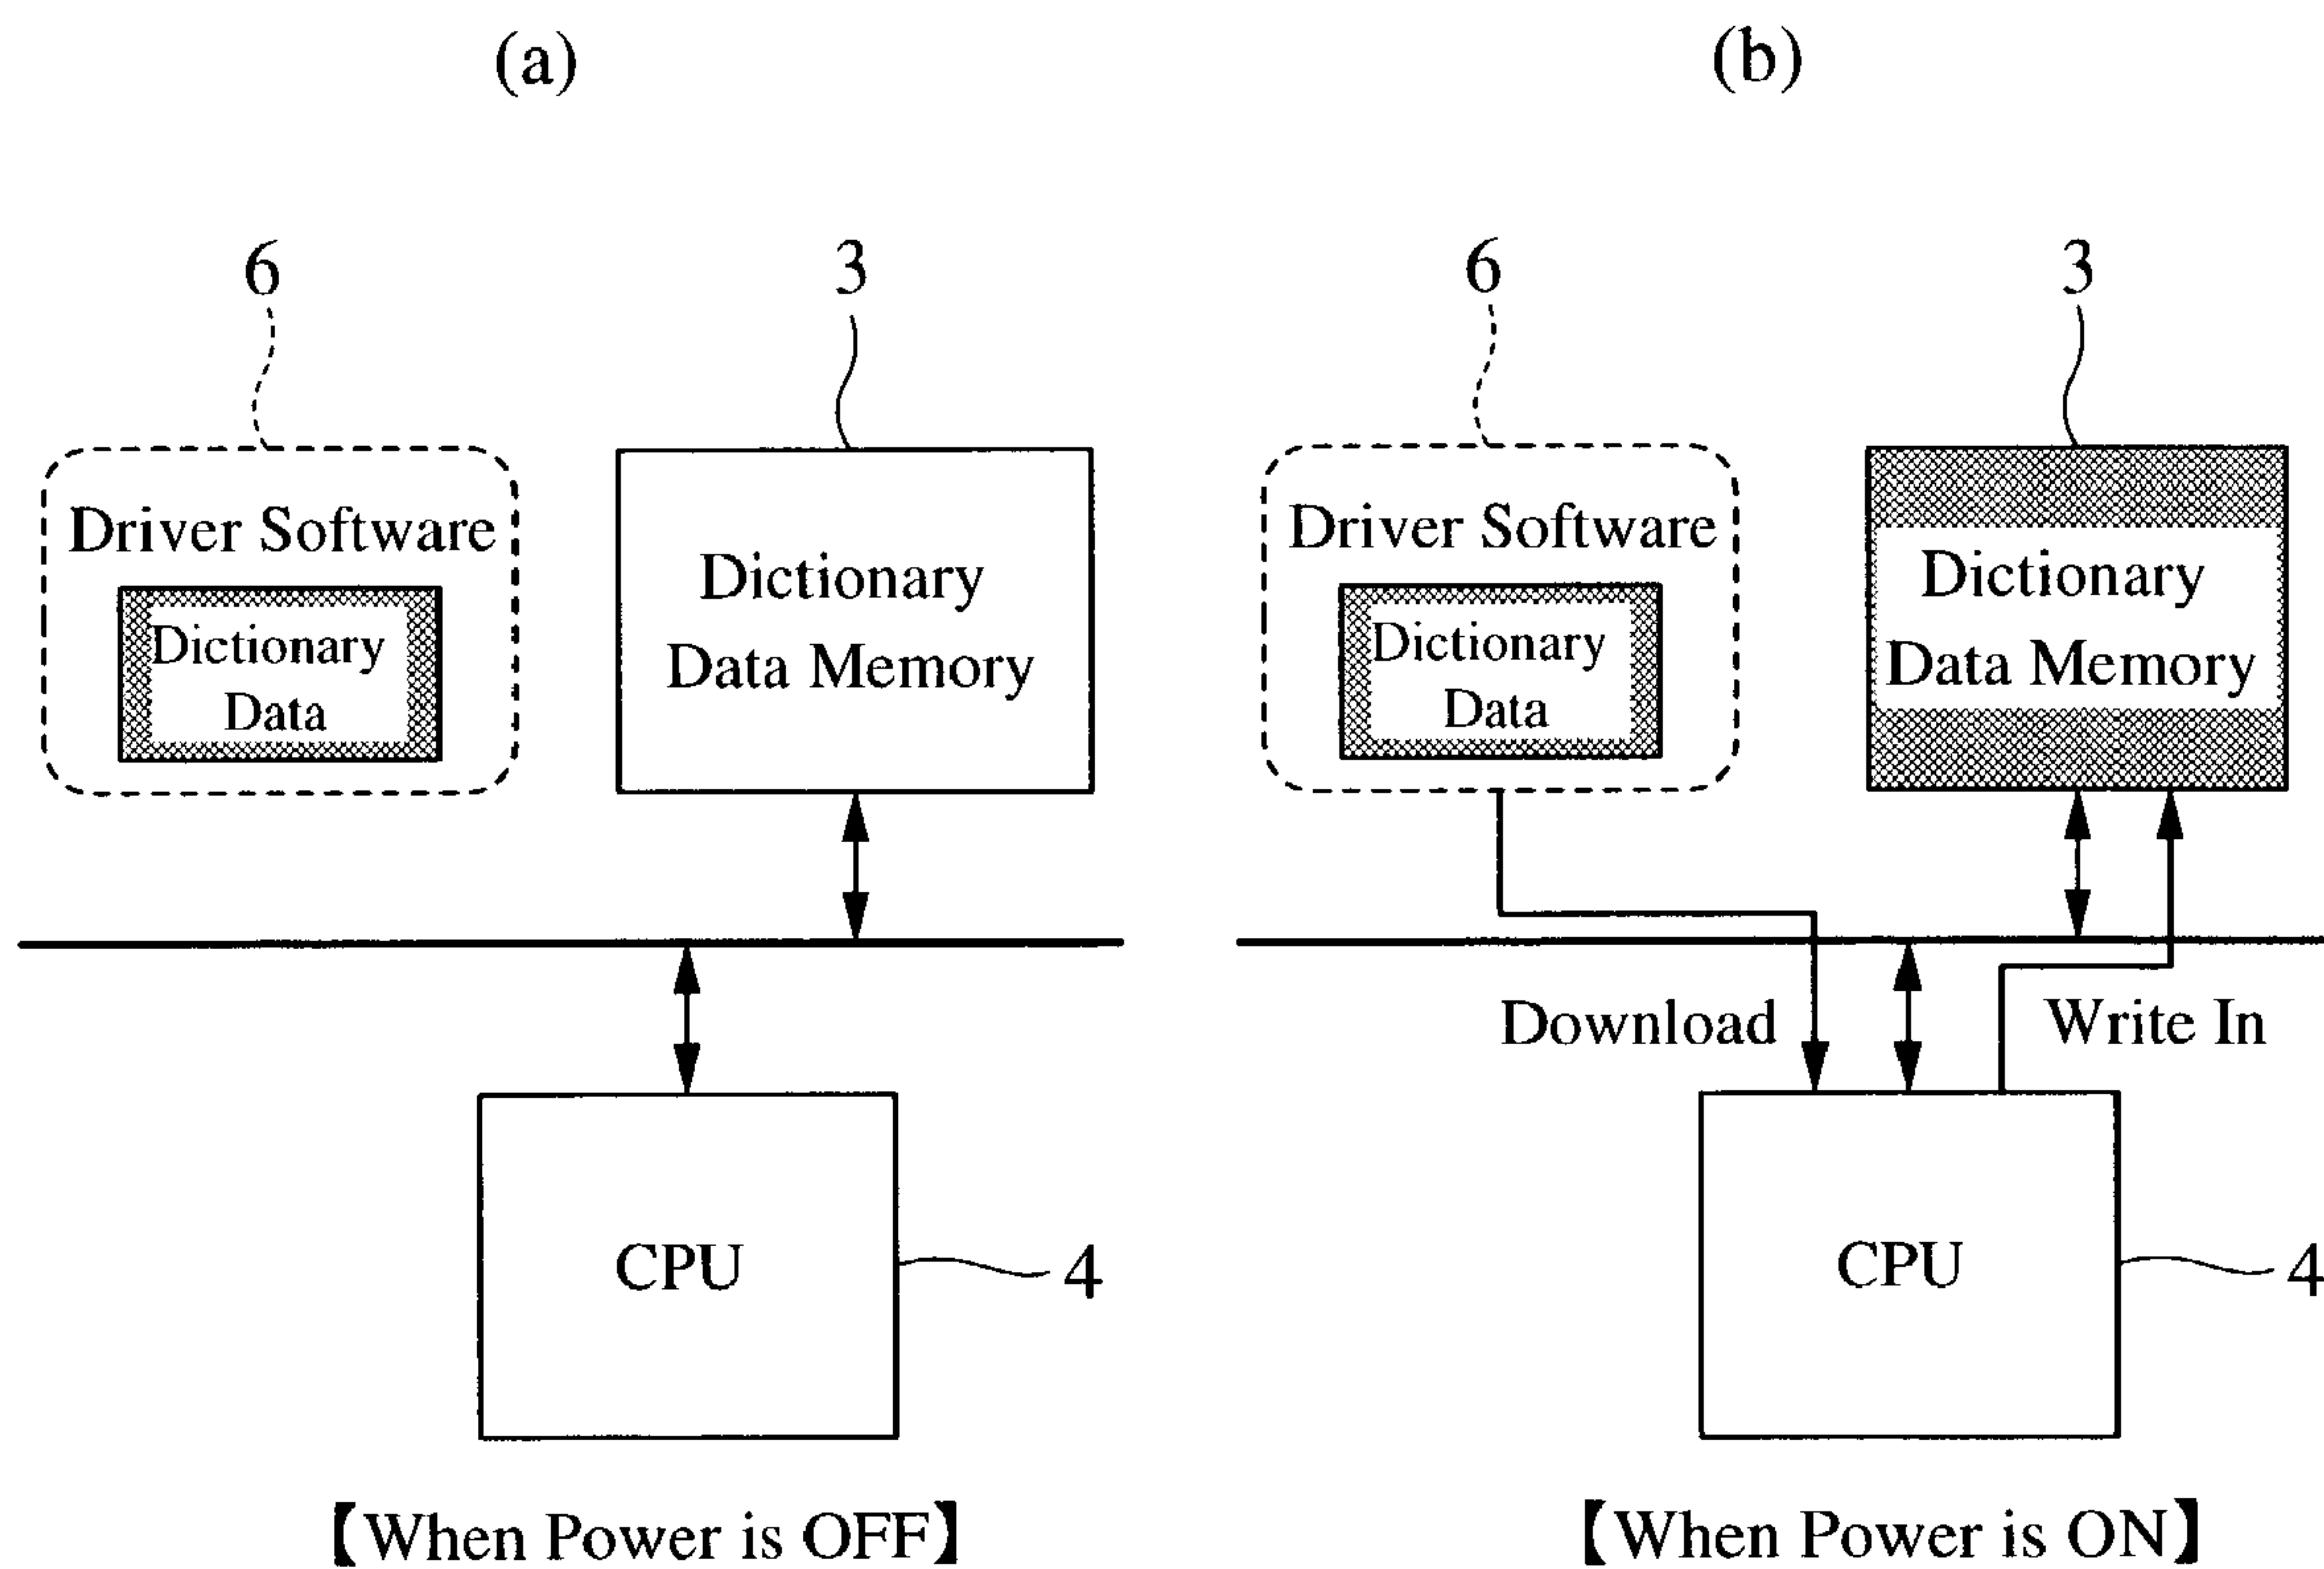 (a)
6
3
Driver Software
Dictionary
Data
Dictionary
Data Memory
CPU
4
【When Power is OFF】
(b)
6
3
Driver Software
Dictionary
Data
Dictionary
Data Memory
Download
Write In
CPU
4
【When Power is ON】